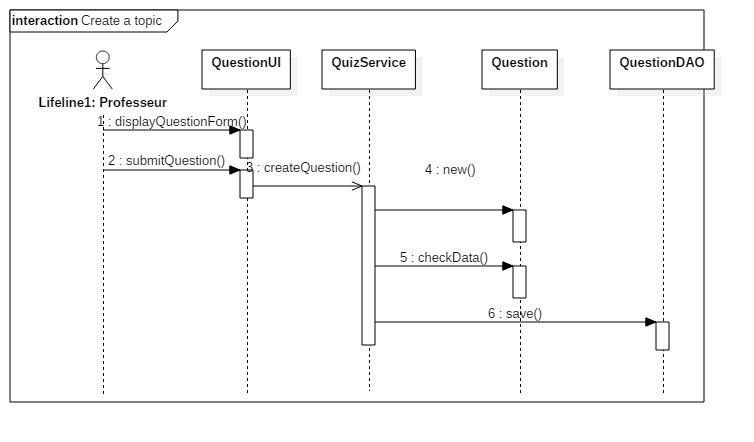 interaction Create a topic
QuestionUI
QuizService
Question
QuestionDAO
Lifeline1: Professeur
1 : displayQuestionForm()
2 : submitQuestion()
3 : createQuestion()
4 : new()
5 : checkData()
6 : save()